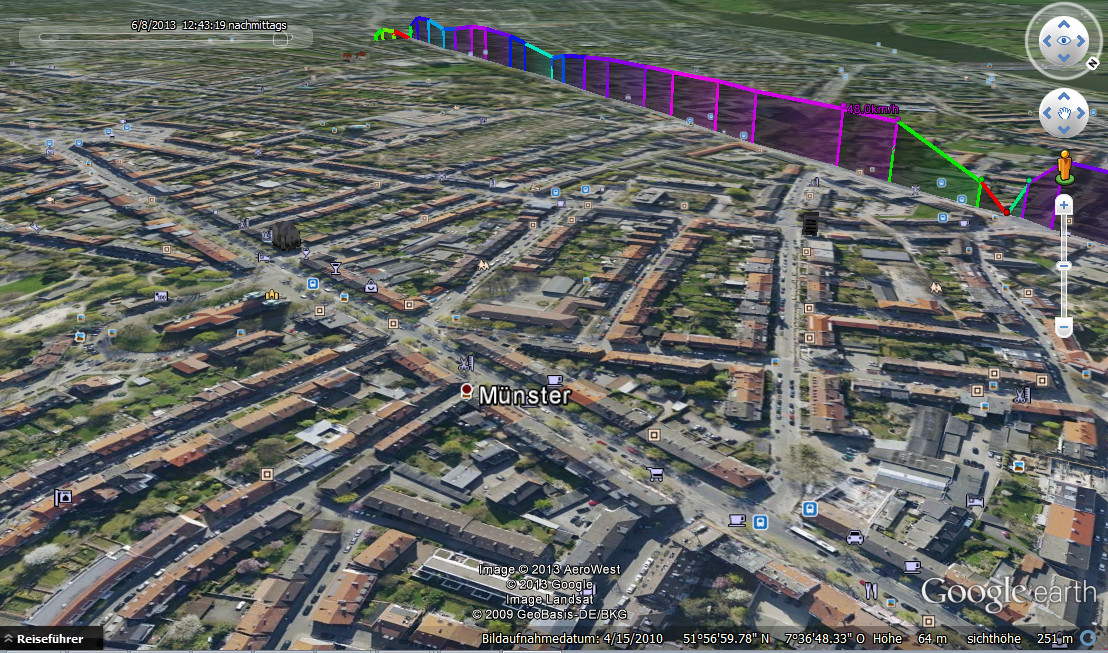 6/8/2013 12:43:19 nachmittags
48.0km/h
N
Münster
Image © 2013 AeroWest
© 2013 Google
Image Landsat
© 2009 GeoBasis-DE/BKG
Google earth
Reiseführer
Bildaufnahmedatum: 4/15/2010 51°56'59.78" N 7°36'48.33" O Höhe 64 m sichthöhe 251 m